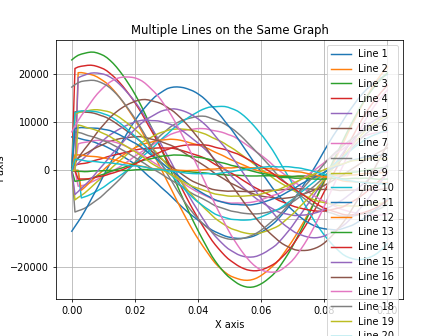 Multiple Lines on the Same Graph
20000
10000
0
−10000
−20000
0.00
0.02
0.04
0.06
X axis
Line 1
Line 2
Line 3
Line 4
Line 5
Line 6
Line 7
Line 8
Line 9
Line 10
Line 11
Line 12
Line 13
Line 14
Line 15
Line 16
Line 17
Line 18
Line 19
Line 20